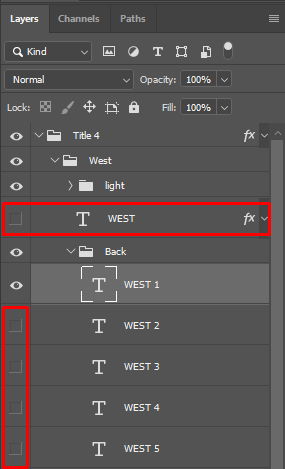 Layers Channels Paths
Kind
Normal Opacity: 100%
Lock: Fill: 100%
Title 4 fx
West
light
WEST fx
Back
WEST 1
WEST 2
WEST 3
WEST 4
WEST 5